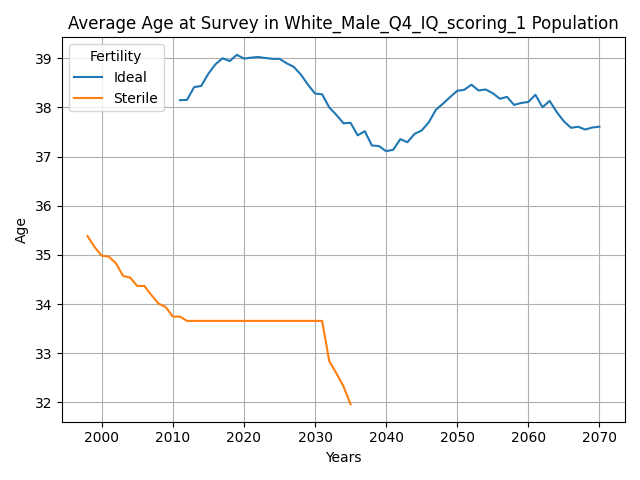 Average Age at Survey in White_Male_Q4_IQ_scoring_1 Population
Fertility
Ideal
Sterile
Age
39
38
37
36
35
34
33
32
2000
2010
2020
2030
2040
2050
2060
2070
Years